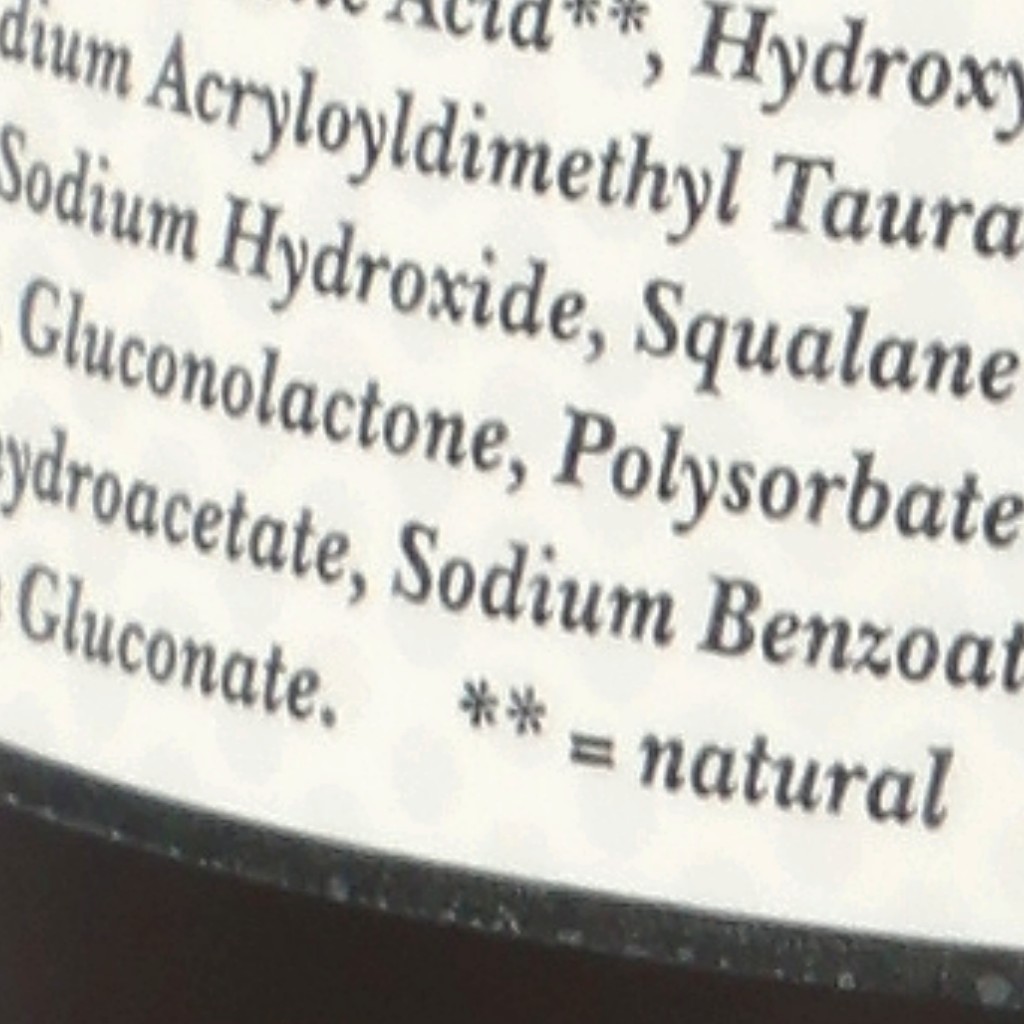 Acid**, Hydroxy
dium Acryloyldimethyl Taura
Sodium Hydroxide, Squalane
Gluconolactone, Polysorbate
ydroacetate, Sodium Benzoat
Gluconate. ** = natural